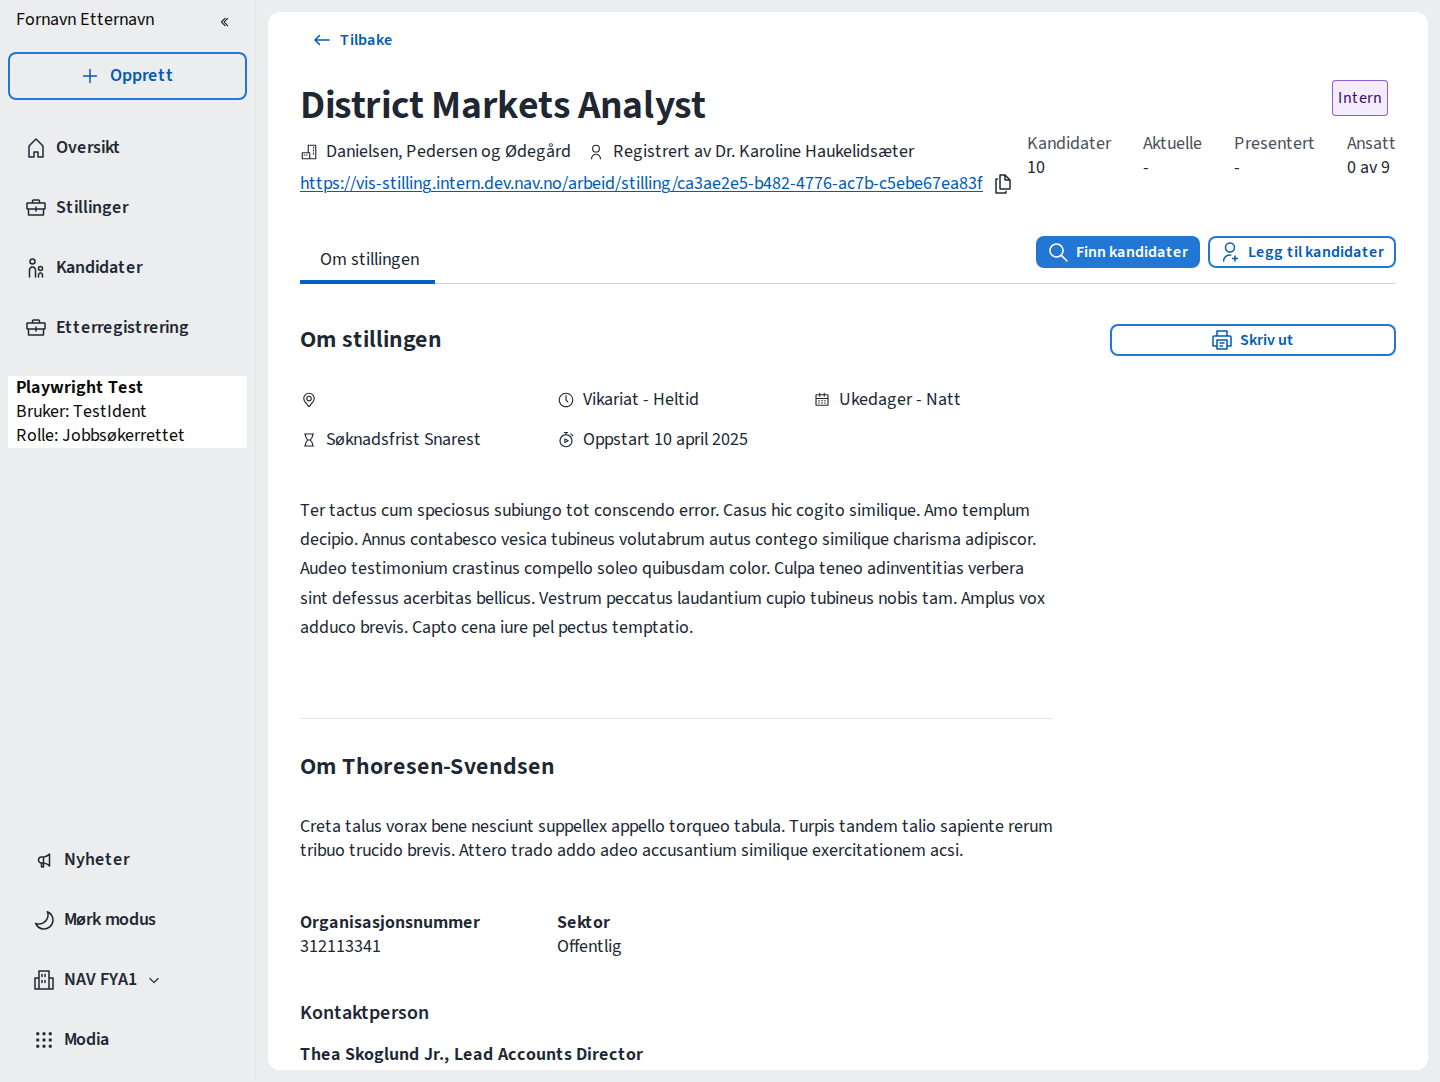 Fornavn Etternavn
Opprett
Oversikt
Stillinger
Kandidater
Etterregistrering
Playwright Test
Bruker: TestIdent
Rolle: Jobbsøkerrettet
Nyheter
Mørk modus
NAV FYA1
Modia
Tilbake
District Markets Analyst
Intern
Danielsen, Pedersen og Ødegård Registrert av Dr. Karoline Haukelidsæter
https://vis-stilling.intern.dev.nav.no/arbeid/stilling/ca3ae2e5-b482-4776-ac7b-c5ebe67ea83f
Kandidater Aktuelle Presentert Ansatt
10 - - 0 av 9
Om stillingen
Finn kandidater
Legg til kandidater
Om stillingen
Skriv ut
Vikariat - Heltid
Ukedager - Natt
Søknadsfrist Snarest
Oppstart 10 april 2025
Ter tactus cum speciosus subiungo tot conscendo error. Casus hic cogito similique. Amo templum
decipio. Annus contabesco vesica tubineus volutabrum autus contego similique charisma adipiscor.
Audeo testimonium crastinus compello soleo quibusdam color. Culpa teneo adinventitias verbera
sint defessus acerbitas bellicus. Vestrum peccatus laudantium cupio tubineus nobis tam. Amplus vox
adduco brevis. Capto cena iure pel pectus temptatio.
Om Thoresen-Svendsen
Creta talus vorax bene nesciunt suppellex appello torqueo tabula. Turpis tandem talio sapiente rerum
tribuo trucido brevis. Attero trado addo adeo accusantium similique exercitationem acsi.
Organisasjonsnummer Sektor
312113341 Offentlig
Kontaktperson
Thea Skoglund Jr., Lead Accounts Director